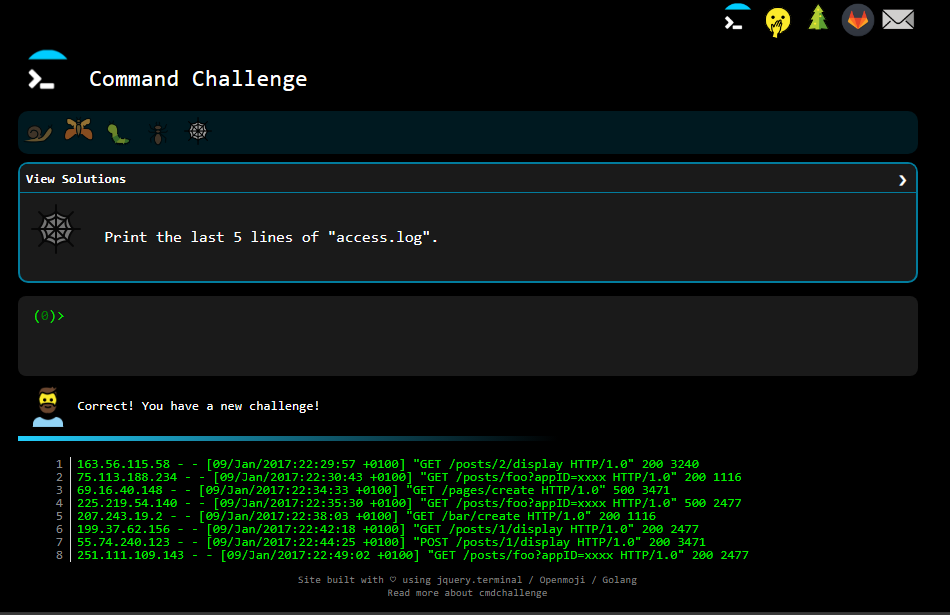 Command Challenge
View Solutions
Print the last 5 lines of "access.log".
(0)>
Correct! You have a new challenge!
1 163.56.115.58 - - [09/Jan/2017:22:29:57 +0100] "GET /posts/2/display HTTP/1.0" 200 3240
2 75.113.188.234 - - [09/Jan/2017:22:30:43 +0100] "GET /posts/foo?appID=xxxx HTTP/1.0" 200 1116
3 69.16.40.148 - - [09/Jan/2017:22:34:33 +0100] "GET /pages/create HTTP/1.0" 500 3471
4 225.219.54.140 - - [09/Jan/2017:22:35:30 +0100] "GET /posts/foo?appID=xxxx HTTP/1.0" 500 2477
5 207.243.19.2 - - [09/Jan/2017:22:38:03 +0100] "GET /bar/create HTTP/1.0" 200 1116
6 199.37.62.156 - - [09/Jan/2017:22:42:18 +0100] "GET /posts/1/display HTTP/1.0" 200 2477
7 55.74.240.123 - - [09/Jan/2017:22:44:25 +0100] "POST /posts/1/display HTTP/1.0" 200 3471
8 251.111.109.143 - - [09/Jan/2017:22:49:02 +0100] "GET /posts/foo?appID=xxxx HTTP/1.0" 200 2477
Site built with ♡ using jquery.terminal / Openmoji / Golang
Read more about cmdchallenge